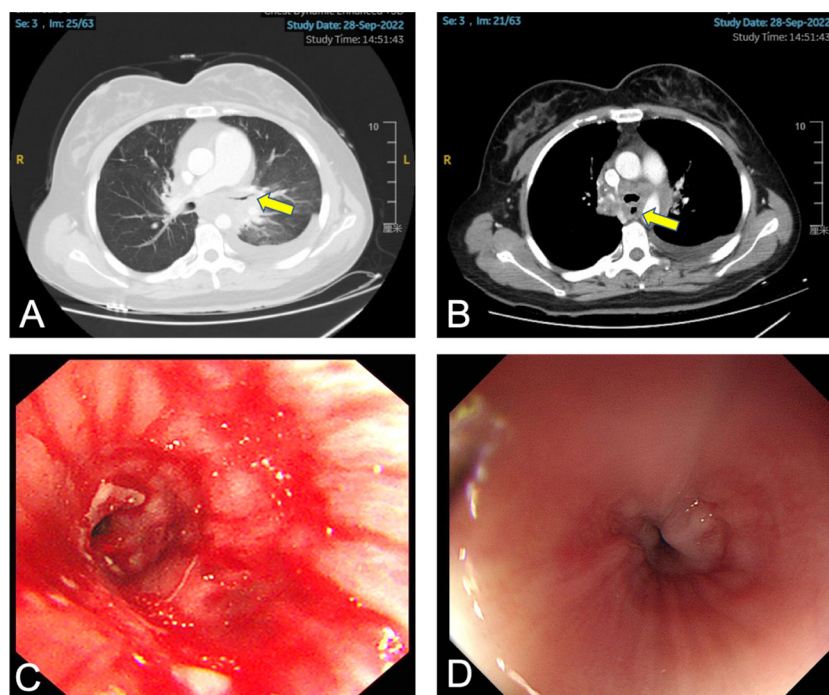 Se: 3 , Im: 25/63
Study Date: 28-Sep-2022
Study Time: 14:51:43
10
R
L
厘米
A
Se: 3, Im: 21/63
Study Date: 28-Sep-2022
Study Time: 14:51:43
10
R
L
厘米
B
C
D